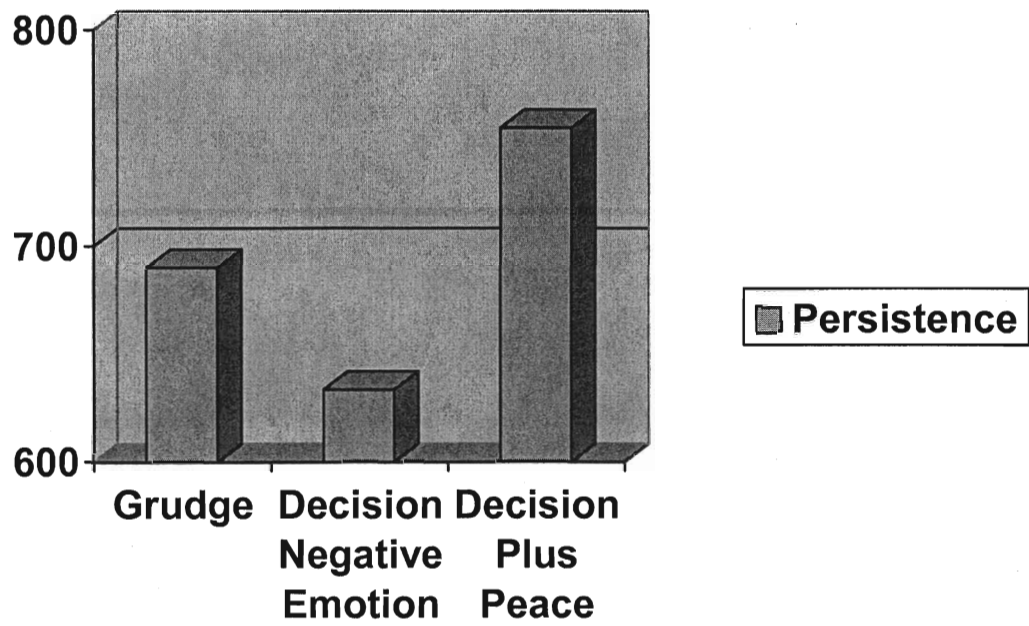 800
700
600
Grudge
Decision
Negative
Emotion
Decision
Plus
Peace
Persistence